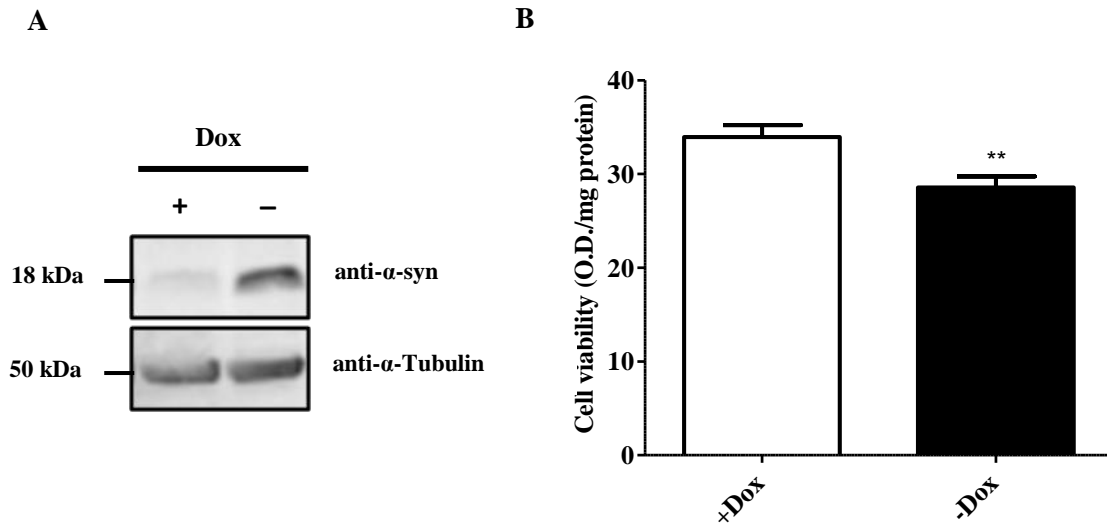 A
Dox
+ –
18 kDa
anti-α-syn
50 kDa
anti-α-Tubulin
B
Cell viability (O.D./mg protein)
40
30
20
10
0
**
+Dox
-Dox